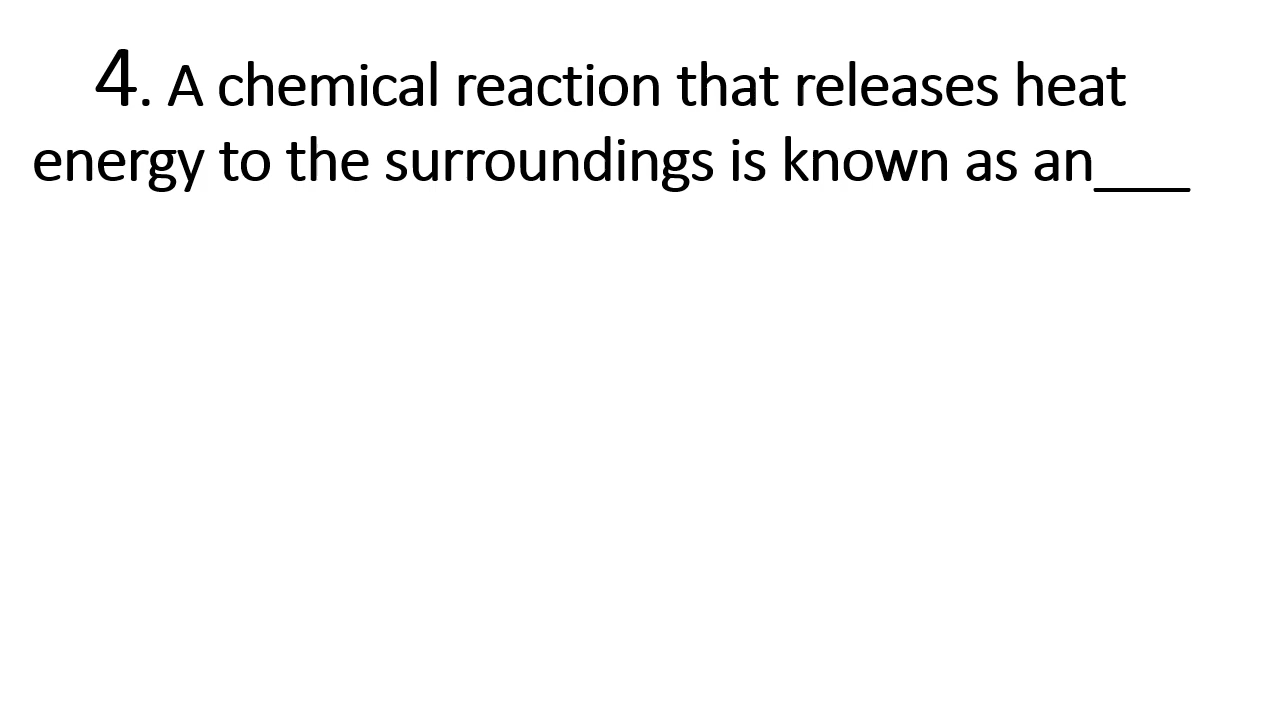 4. A chemical reaction that releases heat
energy to the surroundings is known as an___